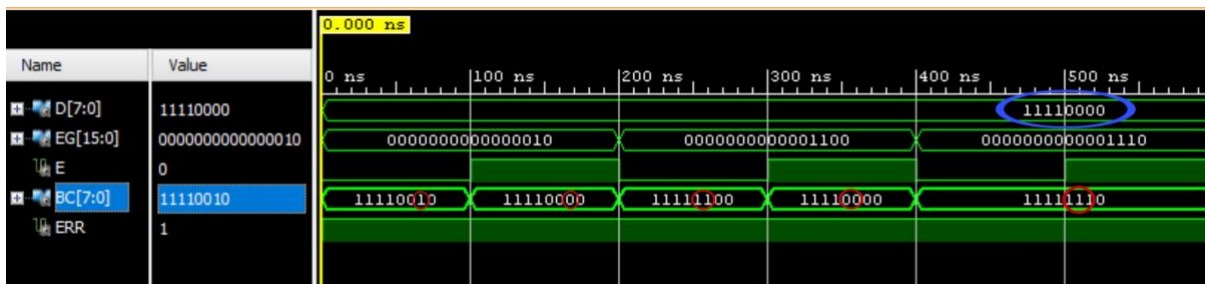 0.000 ns
Name Value
0 ns 100 ns 200 ns 300 ns 400 ns 500 ns
D[7:0] 11110000 11110000
EG[15:0] 0000000000000010 0000000000000010 0000000000001100 0000000000001110
E 0
BC[7:0] 11110010 11110010 11110000 11111100 11110000 11111110
ERR 1